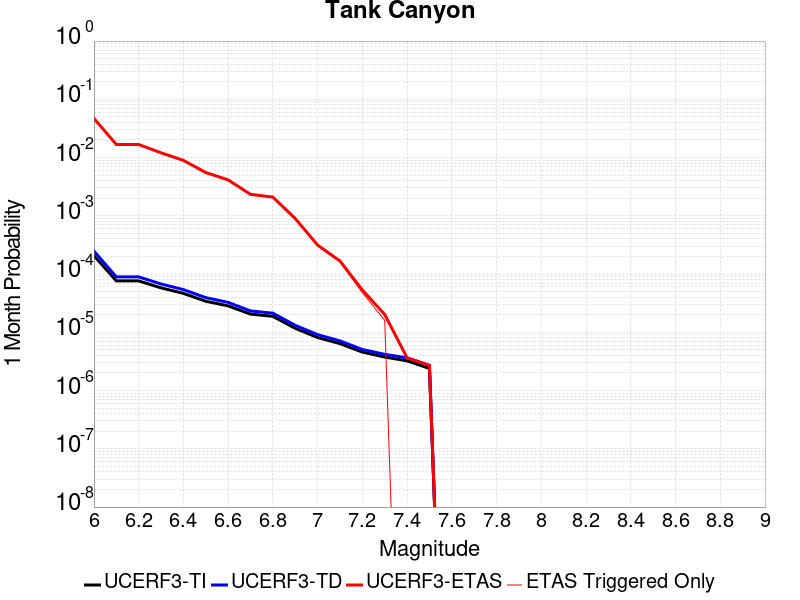 Tank Canyon
10 0
10 -1
10 -2
10 -3
10 -4
10 -5
10 -6
10 -7
10 -8
1 Month Probability
6 6.2 6.4 6.6 6.8 7 7.2 7.4 7.6 7.8 8 8.2 8.4 8.6 8.8 9
Magnitude
UCERF3-TI UCERF3-TD UCERF3-ETAS ETAS Triggered Only